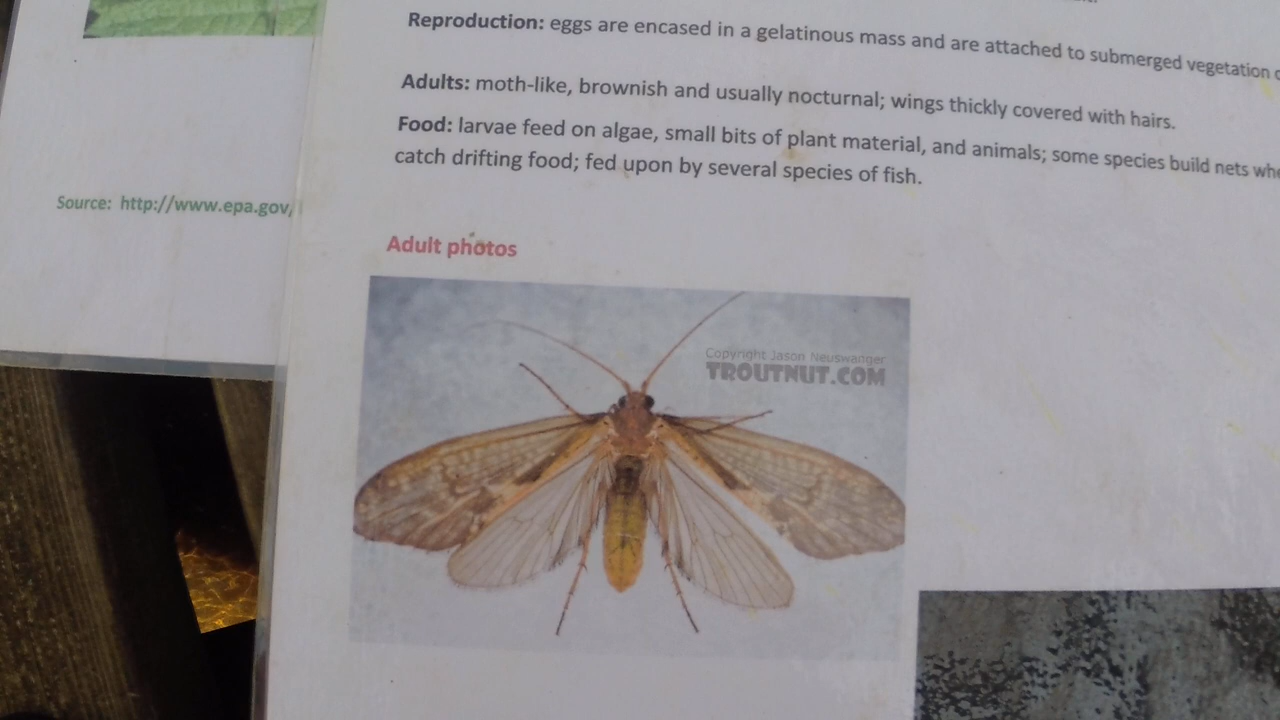 Reproduction: eggs are encased in a gelatinous mass and are attached to submerged vegetation
Adults: moth-like, brownish and usually nocturnal; wings thickly covered with hairs.
Food: larvae feed on algae, small bits of plant material, and animals; some species build nets
catch drifting food; fed upon by several species of fish.
Source: http://www.epa.gov/
Adult photos
Copyright Jason Neuswanger
TROUTNUT.COM